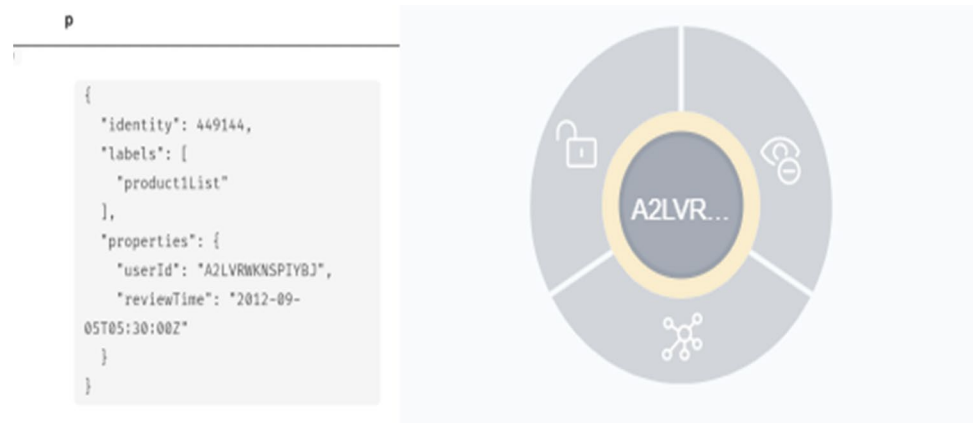 p
{
"identity": 449144,
"labels": [
"product1List"
],
"properties": {
"userId": "A2LVRWKNSPIYBJ",
"reviewTime": "2012-09-
05T05:30:00Z"
}
}
A2LVR...